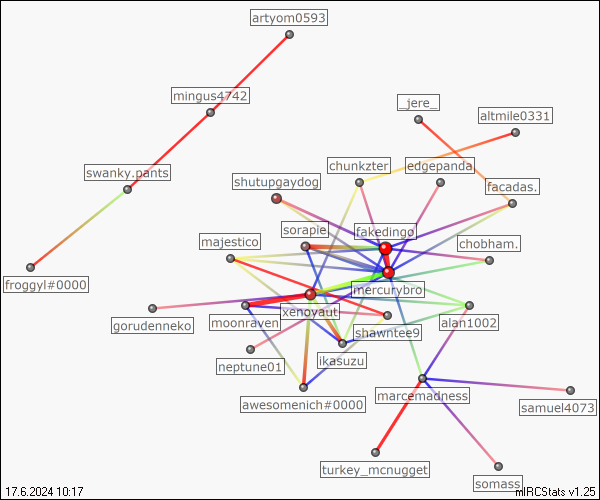 artyom0593
mingus4742
_jere_
altmile0331
swanky.pants
chunkzter
edgepanda
shutupgaydog
facadas.
sorapie
fakedingo
majestico
chobham.
froggyl#0000
mercurybro
xenoyaut
gorudenneko
moonraven
shawntee9
alan1002
neptune01
ikasuzu
awesomenich#0000
marcemadness
samuel4073
turkey_mcnugget
somass
17.6.2024 10:17
mIRCStats v1.25